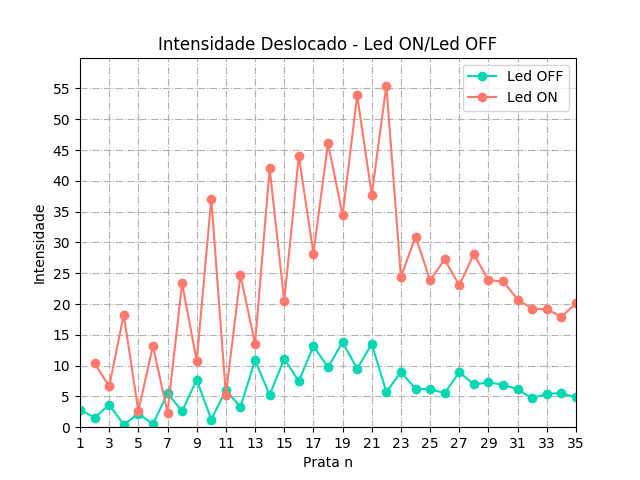 Intensidade Deslocado - Led ON/Led OFF
Led OFF
Led ON
Intensidade
55
50
45
40
35
30
25
20
15
10
5
0
1 3 5 7 9 11 13 15 17 19 21 23 25 27 29 31 33 35
Prata n